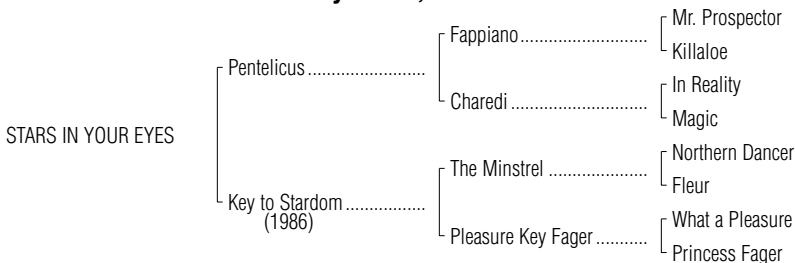 Mr. Prospector
Fappiano
Killaloe
Pentelicus
In Reality
Charedi
Magic
STARS IN YOUR EYES
Northern Dancer
The Minstrel
Fleur
Key to Stardom
(1986)
What a Pleasure
Pleasure Key Fager
Princess Fager